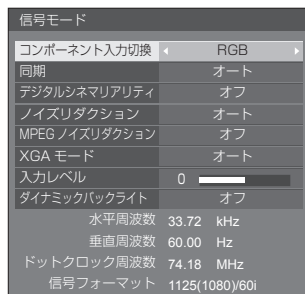 信号モード
コンポーネント入力切換 RGB
同期 オート
デジタルシネマリアリティ オフ
ノイズリダクション オート
MPEG ノイズリダクション オフ
XGA モード オート
入力レベル 0
ダイナミックバックライト オフ
水平周波数 33.72 kHz
垂直周波数 60.00 Hz
ドットクロック周波数 74.18 MHz
信号フォーマット 1125(1080)/60i